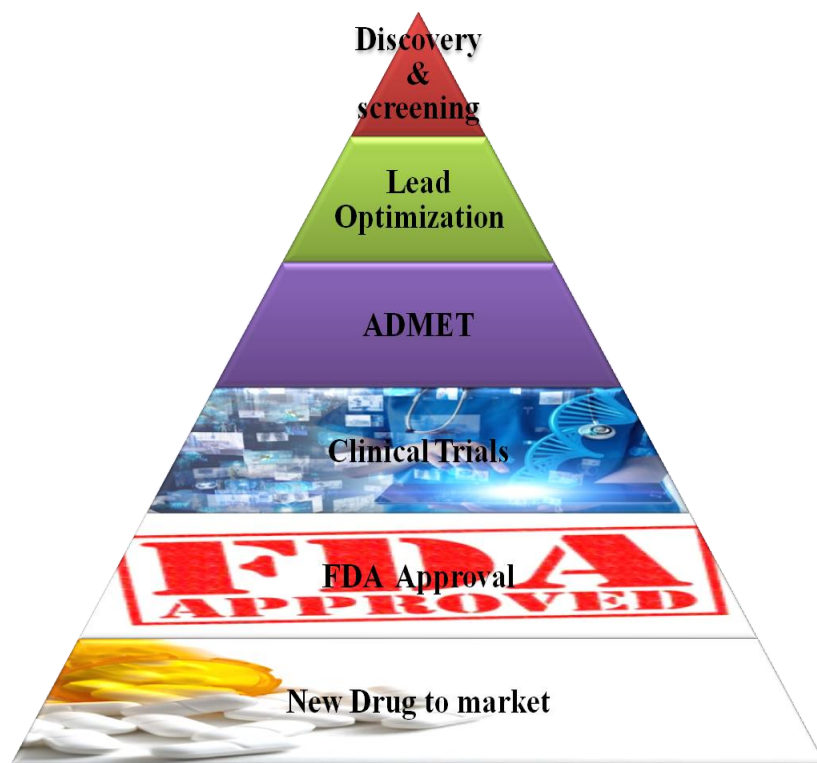 Discovery
&
screening
Lead
Optimization
ADMET
Clinical Trials
FDA
FDA Approval
APPROVED
New Drug to market